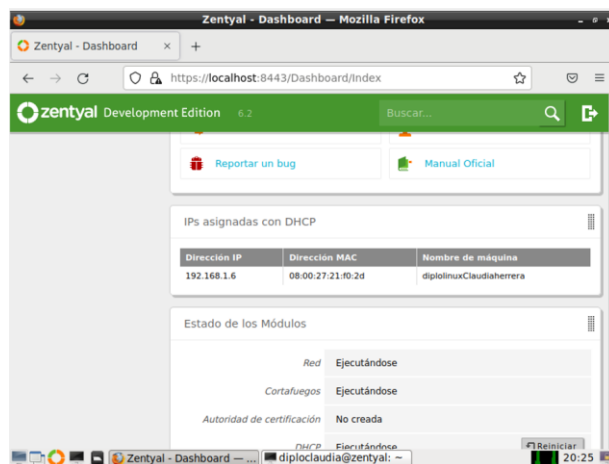 Zentyal - Dashboard — Mozilla Firefox
Zentyal - Dashboard × +
https://localhost:8443/Dashboard/Index
zentyal Development Edition 6.2 Buscar...
Reportar un bug Manual Oficial
IPs asignadas con DHCP
Dirección IP Dirección MAC Nombre de máquina
192.168.1.6 08:00:27:21:f0:2d diplolinuxClaudiaherrera
Estado de los Módulos
Red Ejecutándose
Cortafuegos Ejecutándose
Autoridad de certificación No creada
DHCP Ejecutándose Reiniciar
Zentyal - Dashboard — ... diploclaudia@zentyal: ~ 20:25